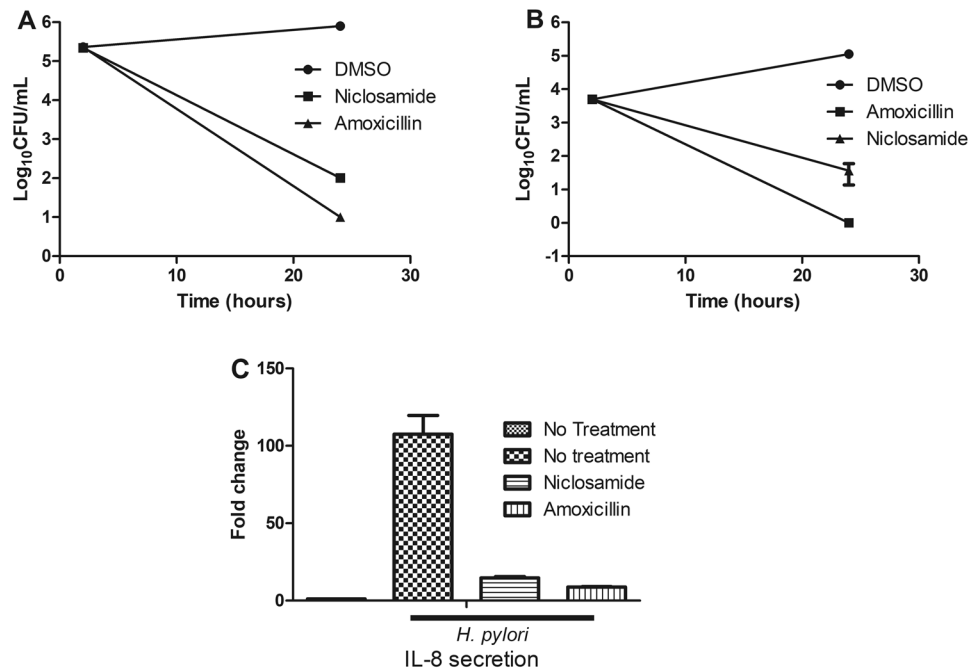 A
Log10CFU/mL
6
5
4
3
2
1
0
0 10 20 30
Time (hours)
DMSO
Niclosamide
Amoxicillin
B
Log10CFU/mL
6
5
4
3
2
1
0
-1
0 10 20 30
Time (hours)
DMSO
Amoxicillin
Niclosamide
C
Fold change
150
100
50
0
No Treatment
No treatment
Niclosamide
Amoxicillin
H. pylori
IL-8 secretion